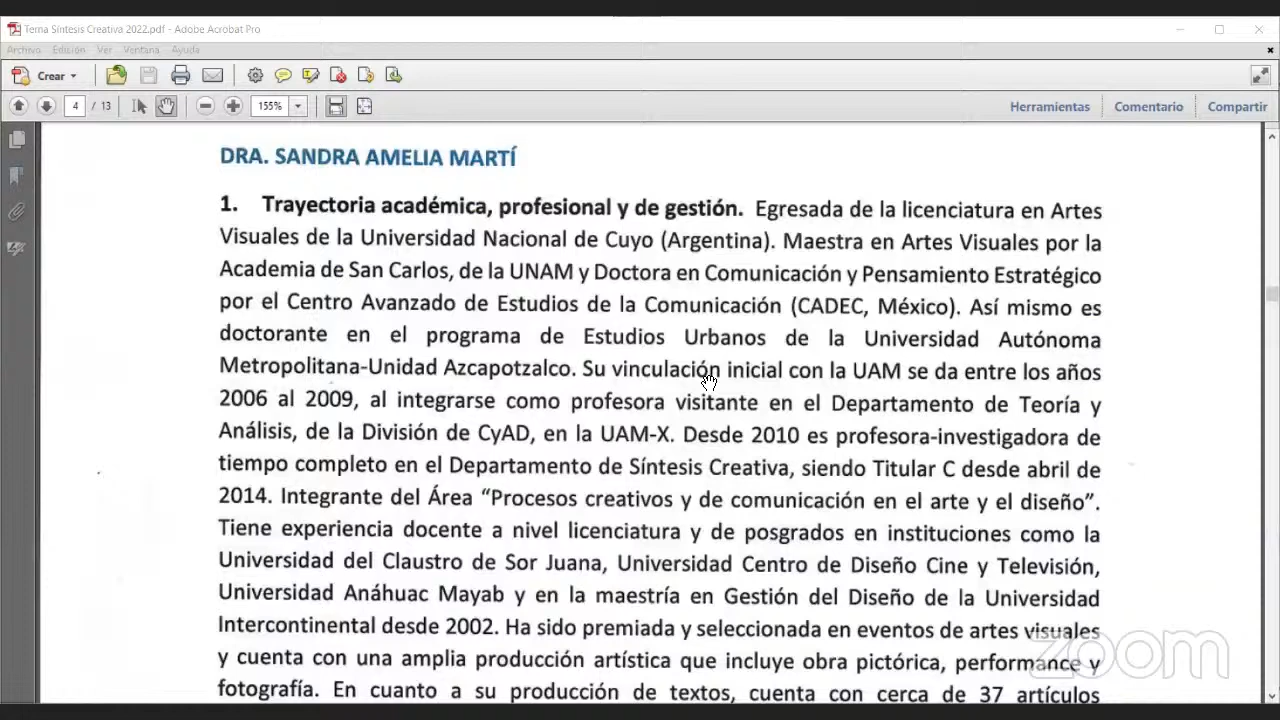 Tema Síntesis Creativa 2022.pdf - Adobe Acrobat Pro
Archivo Edición Ver Ventana Ayuda
Crear
4 / 13 155% Herramientas Comentario Compartir
DRA. SANDRA AMELIA MARTÍ
1. Trayectoria académica, profesional y de gestión. Egresada de la licenciatura en Artes
Visuales de la Universidad Nacional de Cuyo (Argentina). Maestra en Artes Visuales por la
Academia de San Carlos, de la UNAM y Doctora en Comunicación y Pensamiento Estratégico
por el Centro Avanzado de Estudios de la Comunicación (CADEC, México). Así mismo es
doctorante en el programa de Estudios Urbanos de la Universidad Autónoma
Metropolitana-Unidad Azcapotzalco. Su vinculación inicial con la UAM se da entre los años
2006 al 2009, al integrarse como profesora visitante en el Departamento de Teoría y
Análisis, de la División de CyAD, en la UAM-X. Desde 2010 es profesora-investigadora de
tiempo completo en el Departamento de Síntesis Creativa, siendo Titular C desde abril de
2014. Integrante del Área “Procesos creativos y de comunicación en el arte y el diseño”.
Tiene experiencia docente a nivel licenciatura y de posgrados en instituciones como la
Universidad del Claustro de Sor Juana, Universidad Centro de Diseño Cine y Televisión,
Universidad Anáhuac Mayab y en la maestría en Gestión del Diseño de la Universidad
Intercontinental desde 2002. Ha sido premiada y seleccionada en eventos de artes visuales
y cuenta con una amplia producción artística que incluye obra pictórica, performance y
fotografía. En cuanto a su producción de textos, cuenta con cerca de 37 artículos
zoom